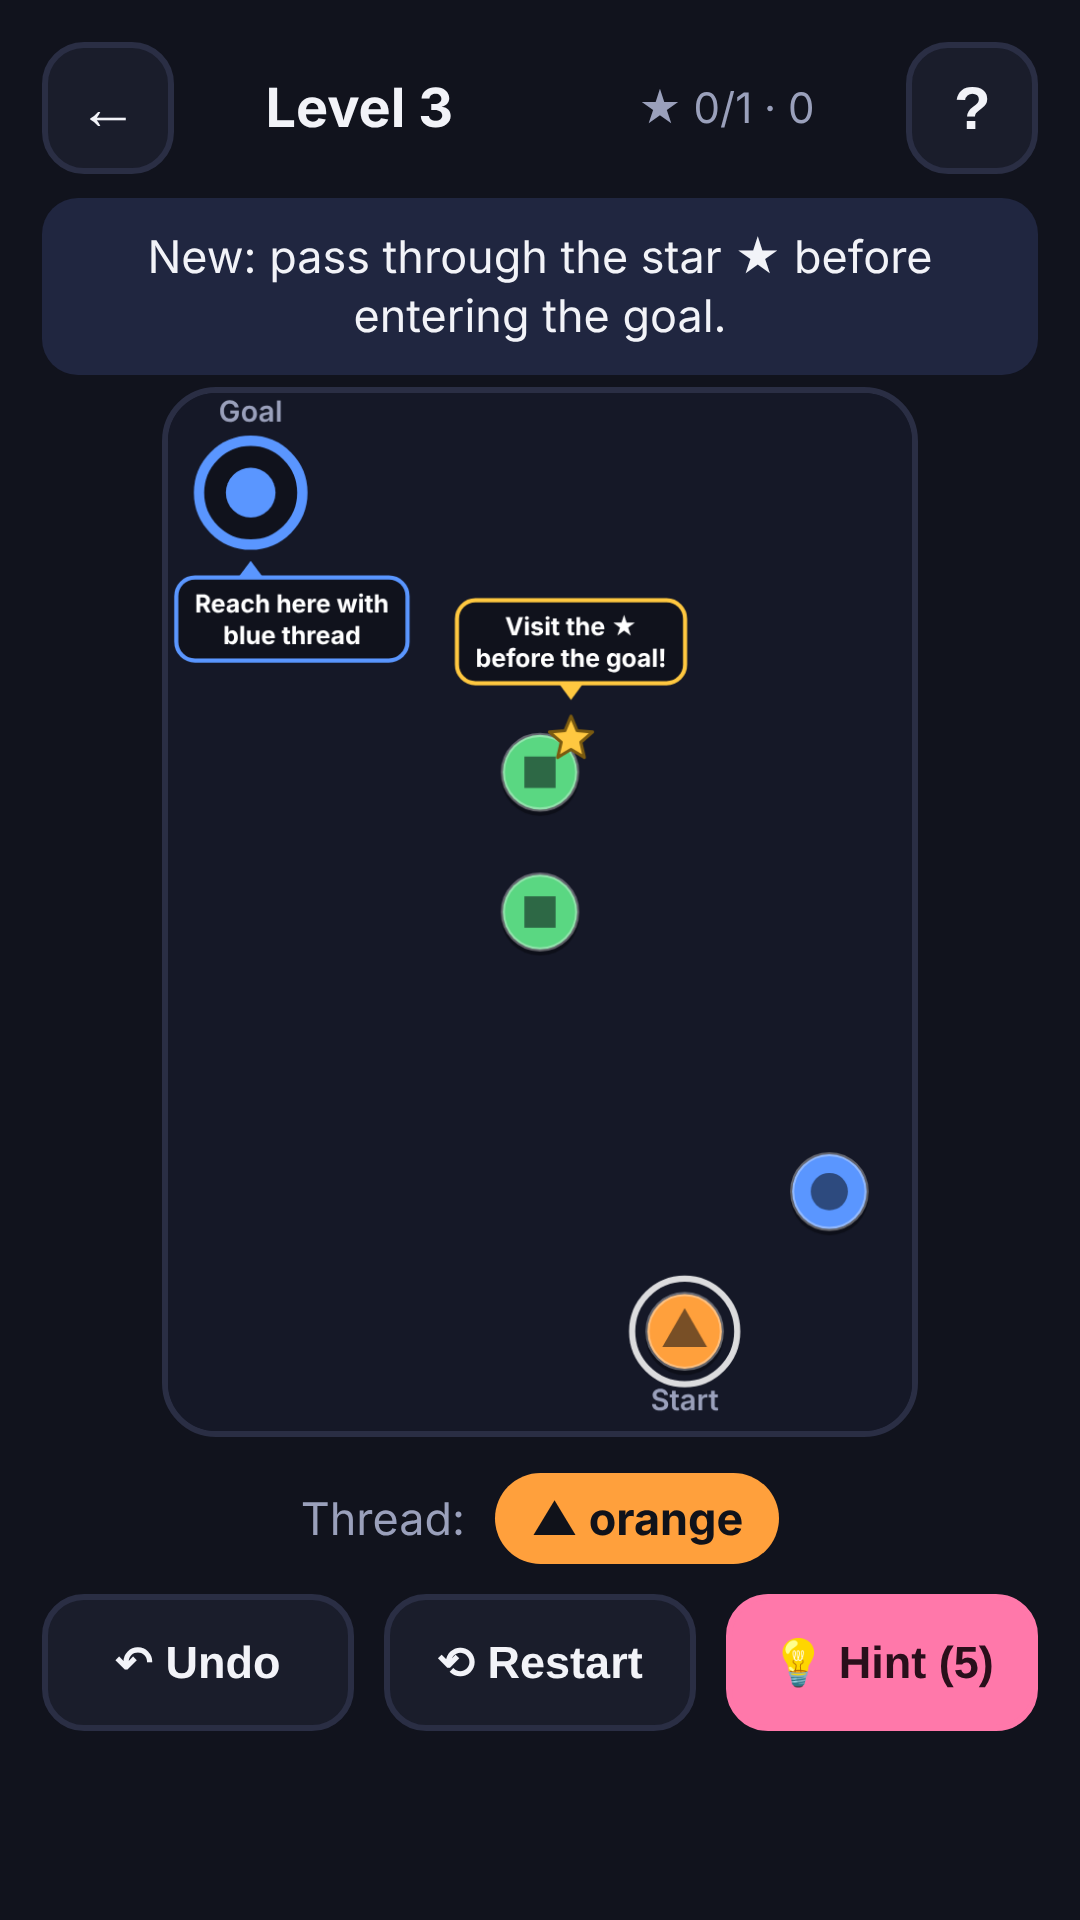 ←
Level 3
★ 0/1 · 0
?
New: pass through the star ★ before
entering the goal.
Goal
Reach here with
blue thread
Visit the ★
before the goal!
Start
Thread:
▲ orange
↶ Undo
⟲ Restart
💡 Hint (5)